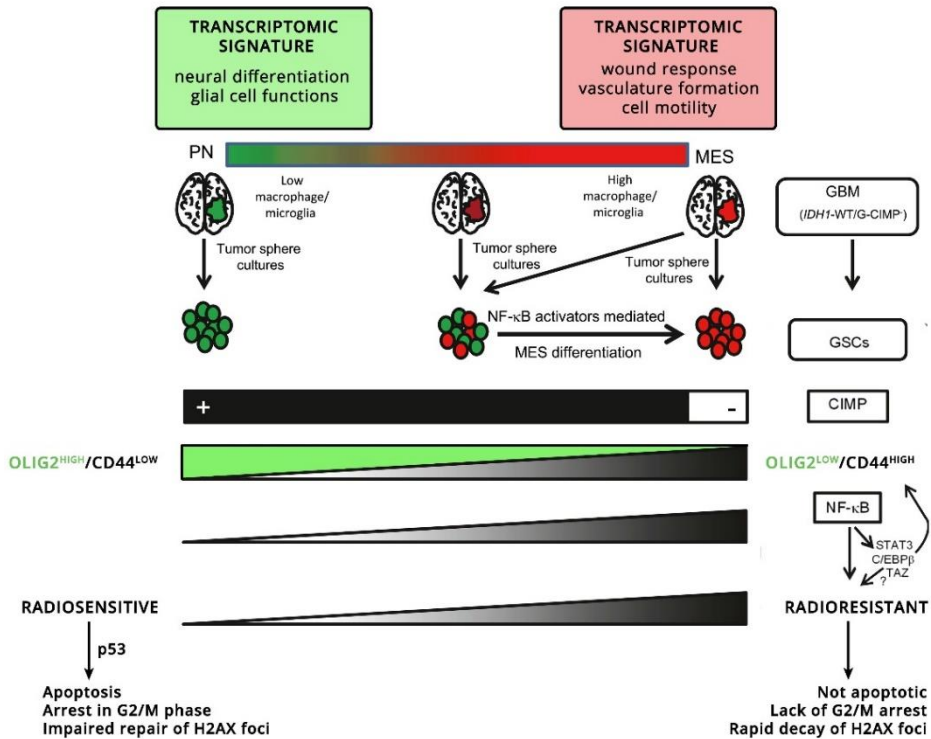 TRANSCRIPTOMIC
SIGNATURE
neural differentiation
glial cell functions
TRANSCRIPTOMIC
SIGNATURE
wound response
vasculature formation
cell motility
PN
MES
Low
macrophage/
microglia
High
macrophage/
microglia
GBM
(IDH1-WT/G-CIMP-)
Tumor sphere
cultures
Tumor sphere
cultures
Tumor sphere
cultures
NF-κB activators mediated
MES differentiation
GSCs
+
-
CIMP
OLIG2HIGH/CD44LOW
OLIG2LOW/CD44HIGH
NF-κB
STAT3
C/EBPβ
TAZ
?
RADIOSENSITIVE
RADIORESISTANT
p53
Apoptosis
Arrest in G2/M phase
Impaired repair of H2AX foci
Not apoptotic
Lack of G2/M arrest
Rapid decay of H2AX foci